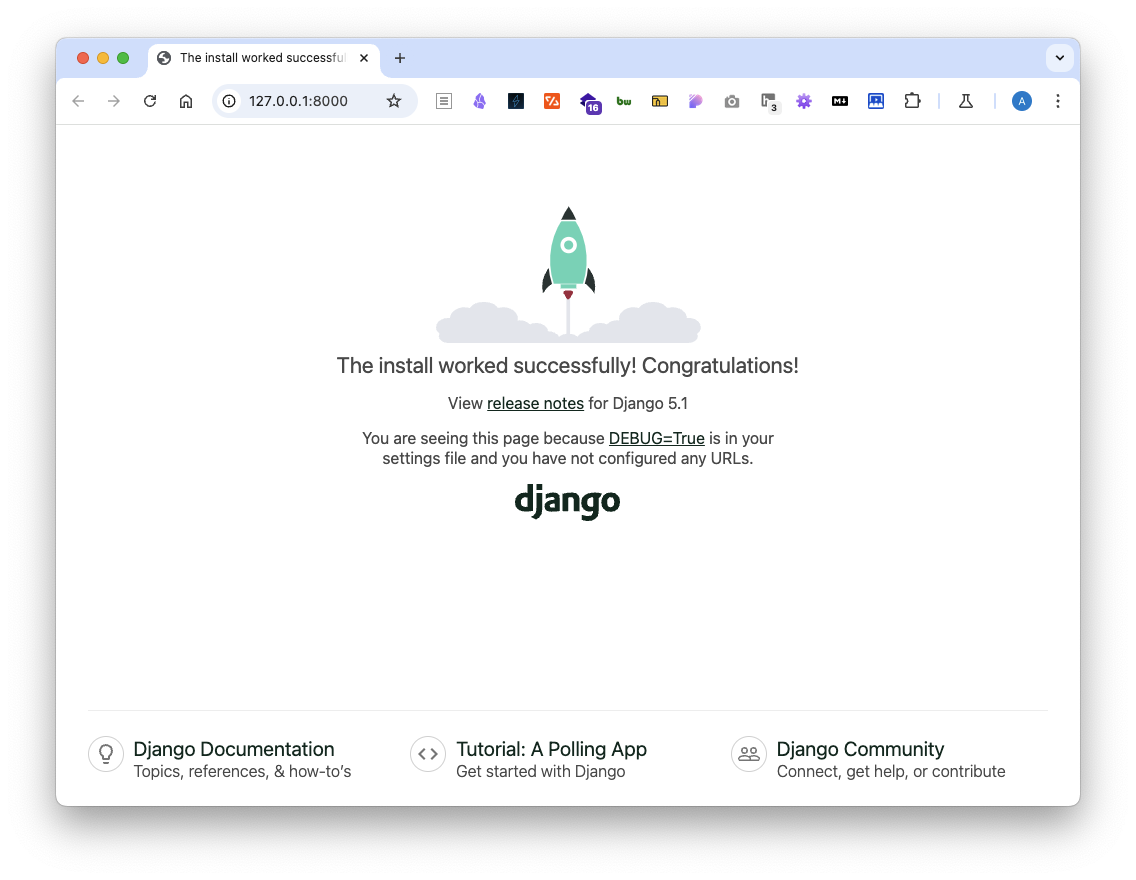 The install worked successful
127.0.0.1:8000
16
bw
3
M↓
A
The install worked successfully! Congratulations!
View release notes for Django 5.1
You are seeing this page because DEBUG=True is in your
settings file and you have not configured any URLs.
django
Django Documentation
Topics, references, & how-to’s
Tutorial: A Polling App
Get started with Django
Django Community
Connect, get help, or contribute